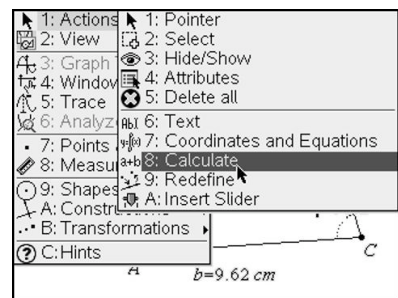 1: Actions
2: View
3: Graph
4: Window
5: Trace
6: Analyz
7: Points
8: Measu
9: Shapes
A: Constru
B: Transformations
C: Hints
1: Pointer
2: Select
3: Hide/Show
4: Attributes
5: Delete all
6: Text
7: Coordinates and Equations
8: Calculate
9: Redefine
A: Insert Slider
A
b=9.62 cm
C